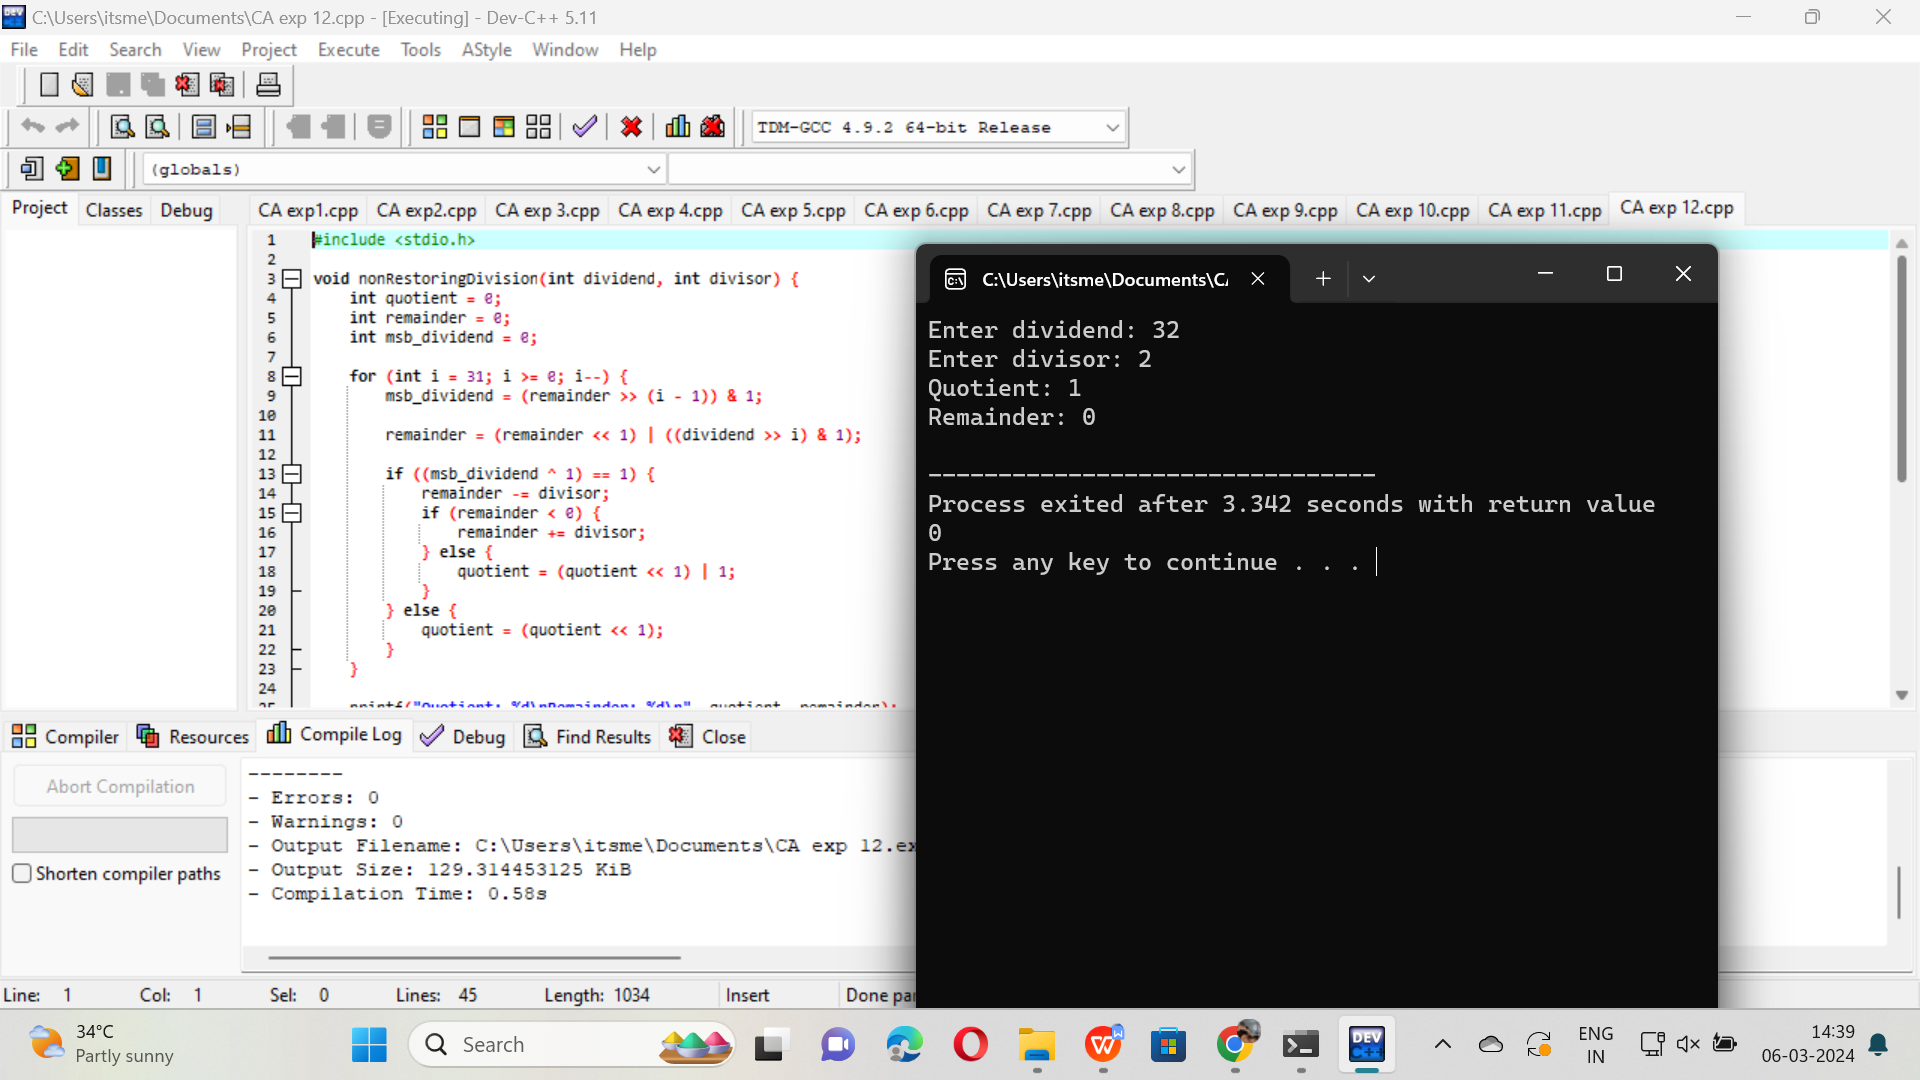 C:\Users\itsme\Documents\CA exp 12.cpp - [Executing] - Dev-C++ 5.11
File Edit Search View Project Execute Tools AStyle Window Help
TDM-GCC 4.9.2 64-bit Release
(globals)
Project Classes Debug
CA exp1.cpp CA exp2.cpp CA exp 3.cpp CA exp 4.cpp CA exp 5.cpp CA exp 6.cpp CA exp 7.cpp CA exp 8.cpp CA exp 9.cpp CA exp 10.cpp CA exp 11.cpp CA exp 12.cpp
1 #include <stdio.h>
2
3 void nonRestoringDivision(int dividend, int divisor) {
4 int quotient = 0;
5 int remainder = 0;
6 int msb_dividend = 0;
7
8 for (int i = 31; i >= 0; i--) {
9 msb_dividend = (remainder >> (i - 1)) & 1;
10
11 remainder = (remainder << 1) | ((dividend >> i) & 1);
12
13 if ((msb_dividend ^ 1) == 1) {
14 remainder -= divisor;
15 if (remainder < 0) {
16 remainder += divisor;
17 } else {
18 quotient = (quotient << 1) | 1;
19 }
20 } else {
21 quotient = (quotient << 1);
22 }
23 }
24
25 printf("Quotient: %d\nRemainder: %d\n", quotient, remainder);
C:\Users\itsme\Documents\CA
Enter dividend: 32
Enter divisor: 2
Quotient: 1
Remainder: 0
--------------------------------
Process exited after 3.342 seconds with return value
0
Press any key to continue . . .
Compiler Resources Compile Log Debug Find Results Close
Abort Compilation
Shorten compiler paths
--------
- Errors: 0
- Warnings: 0
- Output Filename: C:\Users\itsme\Documents\CA exp 12.ex
- Output Size: 129.314453125 KiB
- Compilation Time: 0.58s
Line: 1 Col: 1 Sel: 0 Lines: 45 Length: 1034 Insert Done par
34°C
Partly sunny
Search
DEV
C++
ENG
IN
14:39
06-03-2024